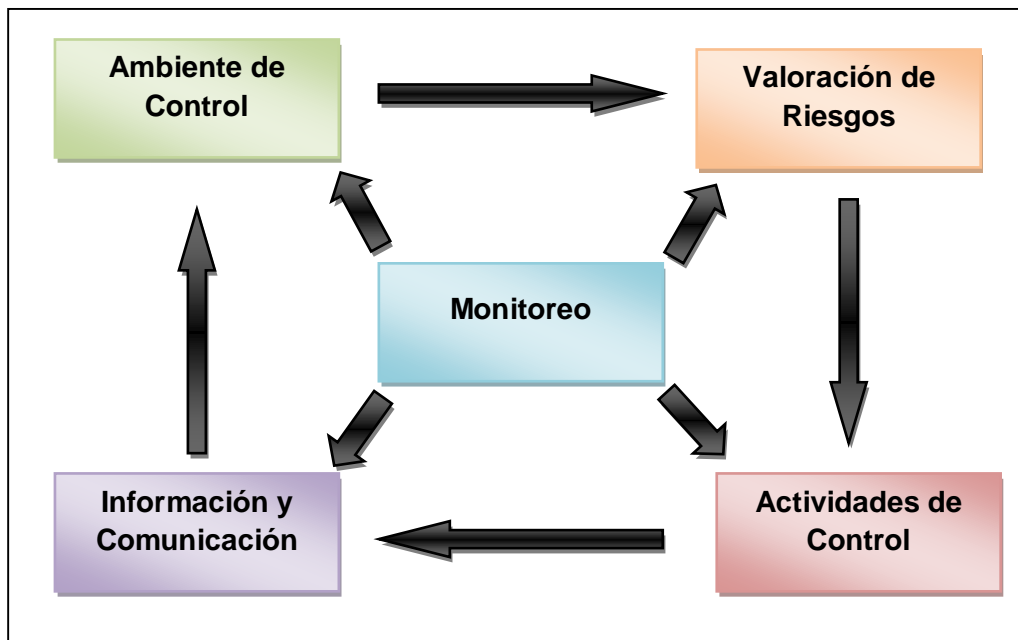 Ambiente de
Control
Valoración de
Riesgos
Monitoreo
Información y
Comunicación
Actividades de
Control